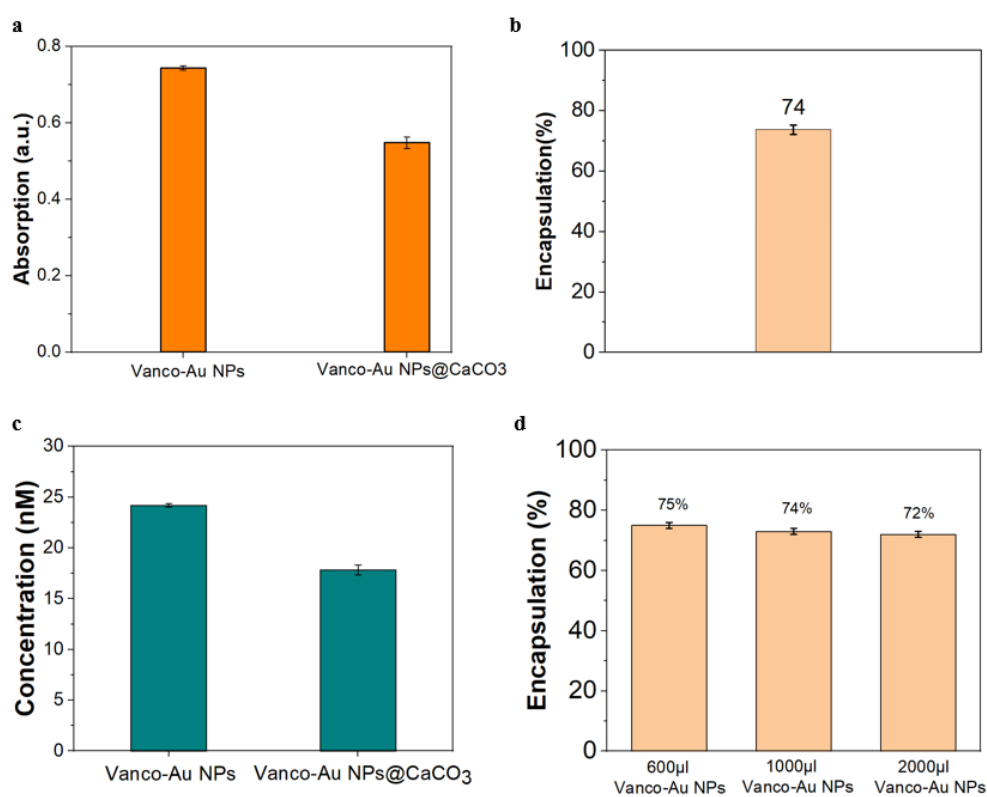 a
Absorption (a.u.)
0.8
0.6
0.4
0.2
0.0
Vanco-Au NPs
Vanco-Au NPs@CaCO3
b
Encapsulation(%)
100
80
60
40
20
0
74
c
Concentration (nM)
30
25
20
15
10
5
0
Vanco-Au NPs
Vanco-Au NPs@CaCO₃
d
Encapsulation (%)
100
80
60
40
20
0
75%
74%
72%
600µl
Vanco-Au NPs
1000µl
Vanco-Au NPs
2000µl
Vanco-Au NPs